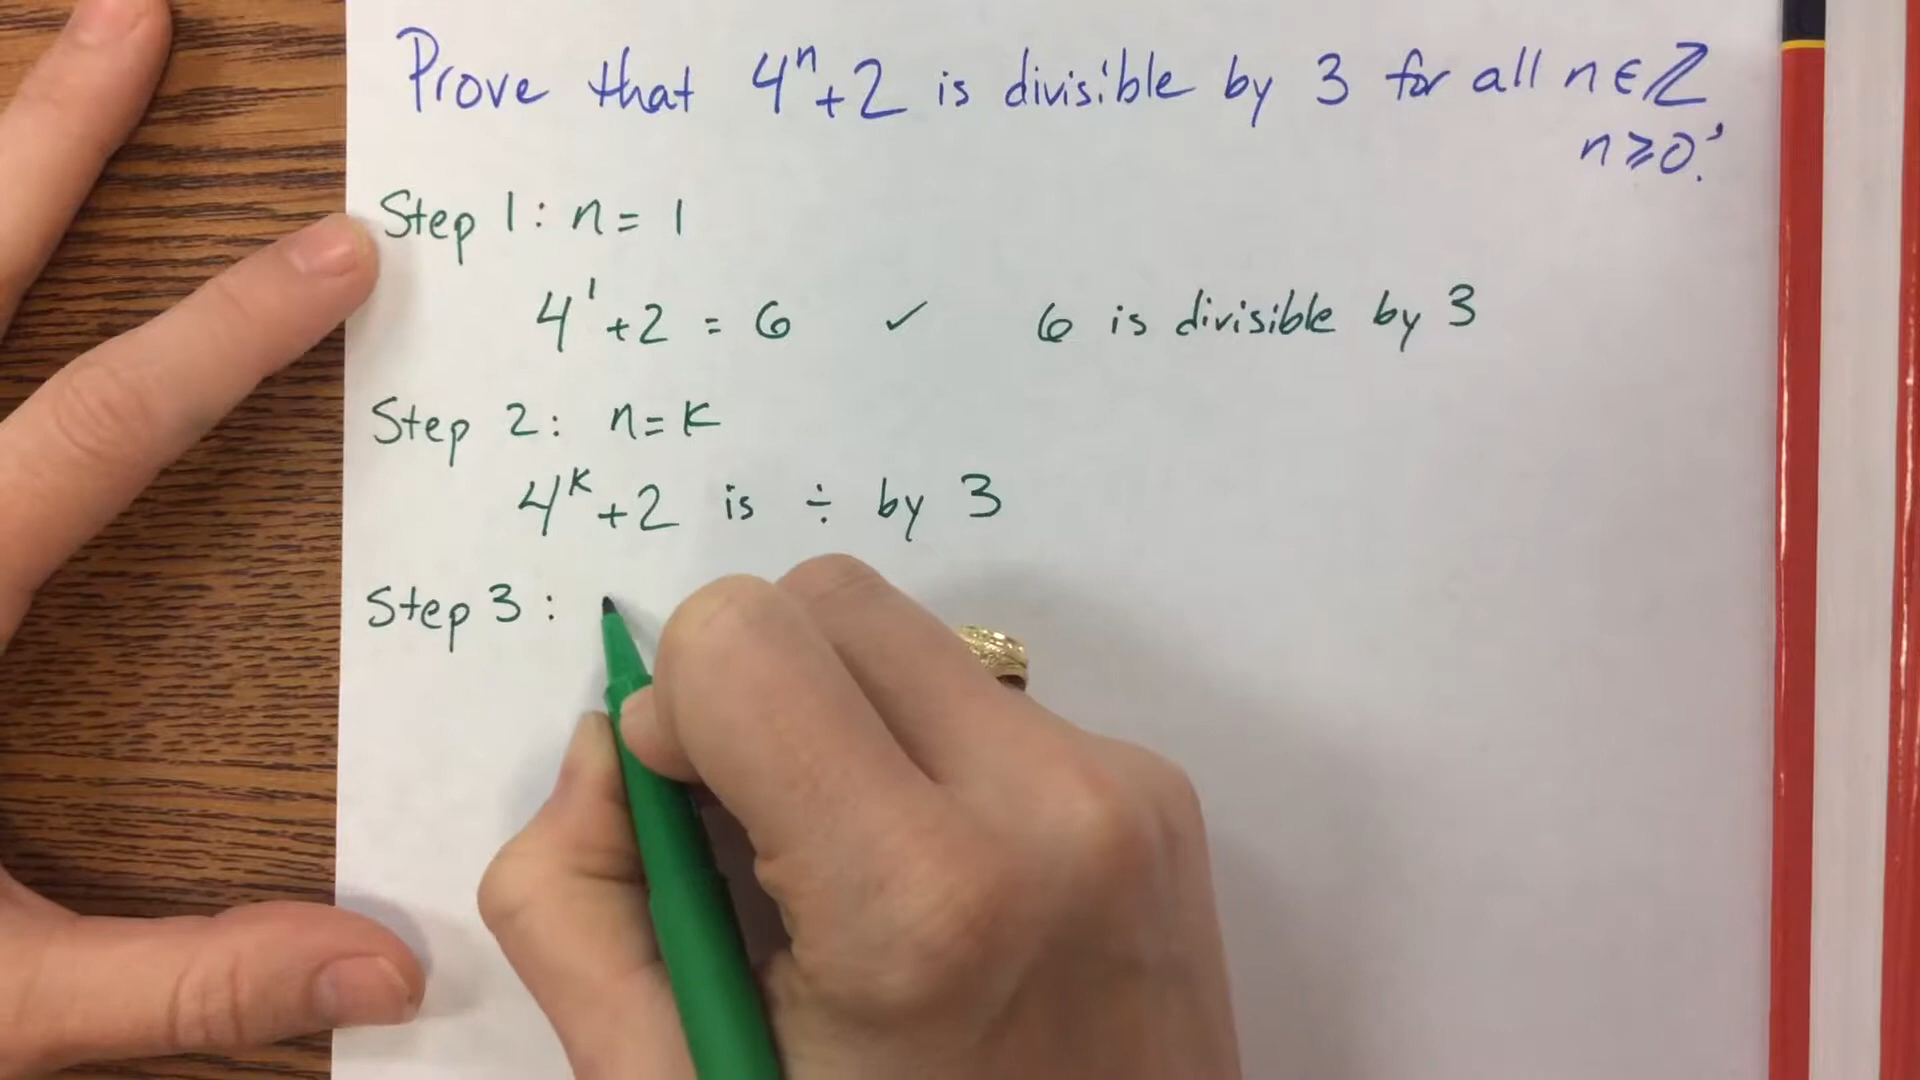 Prove that 4ⁿ+2 is divisible by 3 for all n∈ℤ,
n⩾0.
Step 1: n=1
4¹+2=6 ✓ 6 is divisible by 3
Step 2: n=k
4ᵏ+2 is ÷ by 3
Step 3: